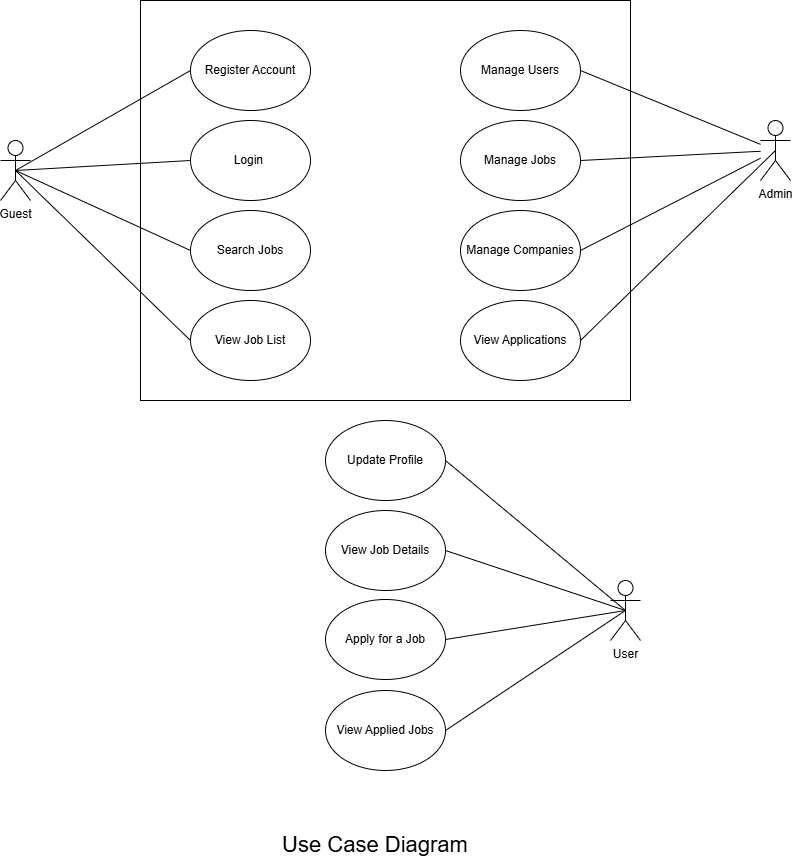 Register Account
Manage Users
Login
Manage Jobs
Admin
Guest
Search Jobs
Manage Companies
View Job List
View Applications
Update Profile
View Job Details
Apply for a Job
User
View Applied Jobs
Use Case Diagram